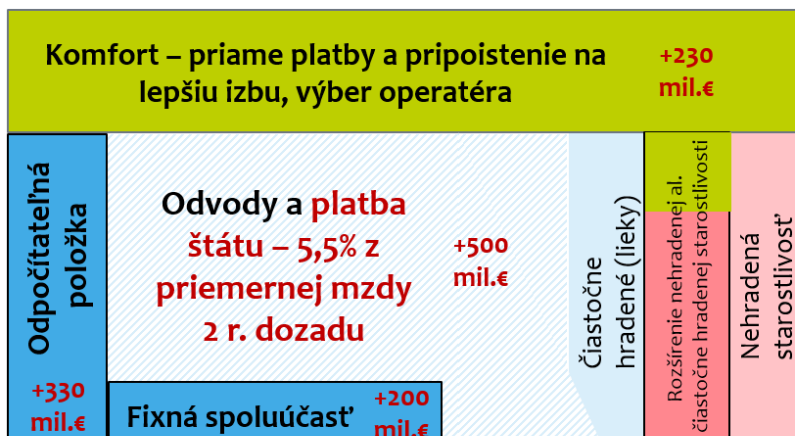 Komfort – priame platby a pripoistenie na
lepšiu izbu, výber operatéra
+230
mil.€
Odpočítateľná
položka
+330
mil.€
Odvody a platba
štátu – 5,5% z
priemernej mzdy
2 r. dozadu
+500
mil.€
Fixná spoluúčasť
+200
mil.€
Čiastočne
hradené (lieky)
Rozšírenie nehradenej al.
čiastočne hradenej starostlivosti
Nehradená
starostlivosť